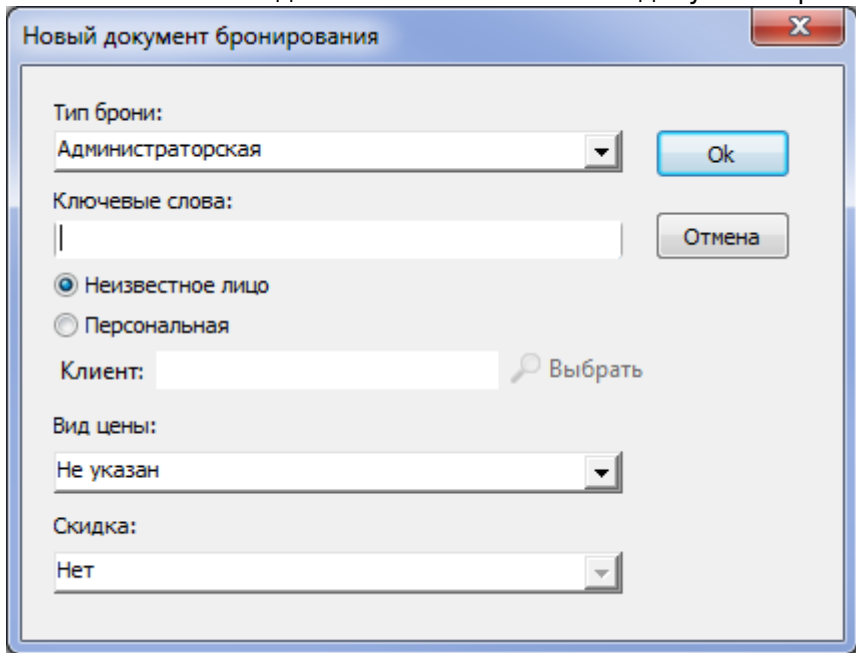 Новый документ бронирования
Тип брони:
Администраторская
Ok
Ключевые слова:
Отмена
Неизвестное лицо
Персональная
Клиент:
Выбрать
Вид цены:
Не указан
Скидка:
Нет